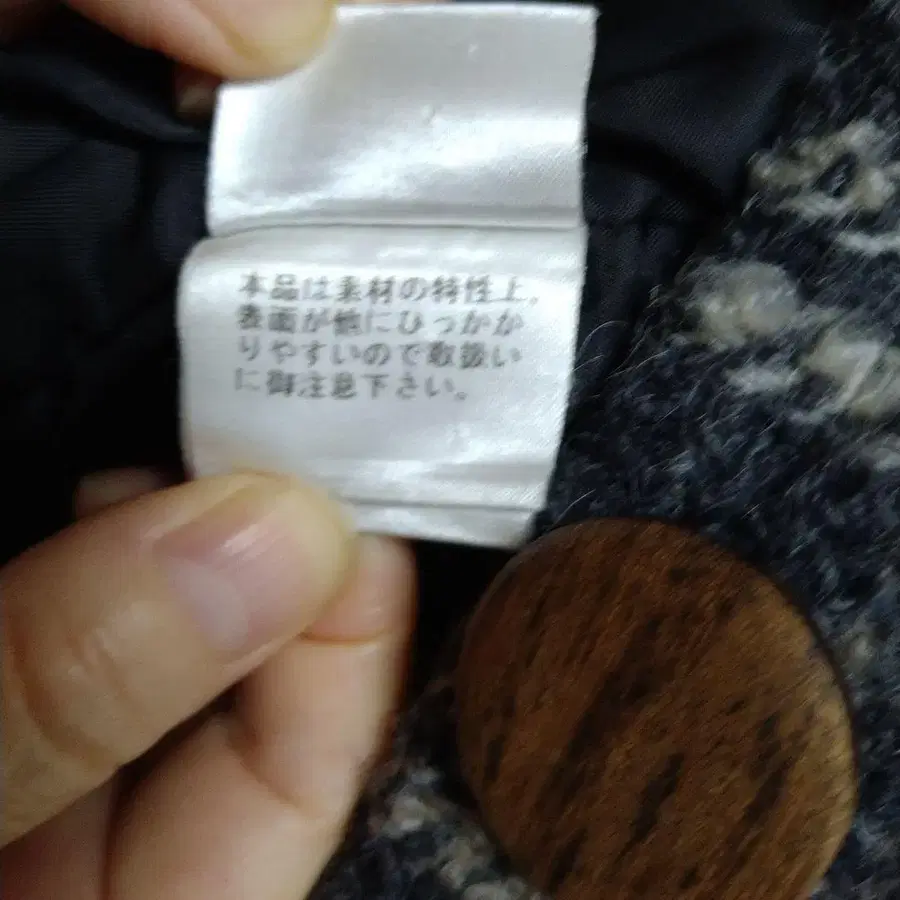 本品は素材の特性上、
表面が他にひっかか
りやすいので取扱い
に御注意下さい。